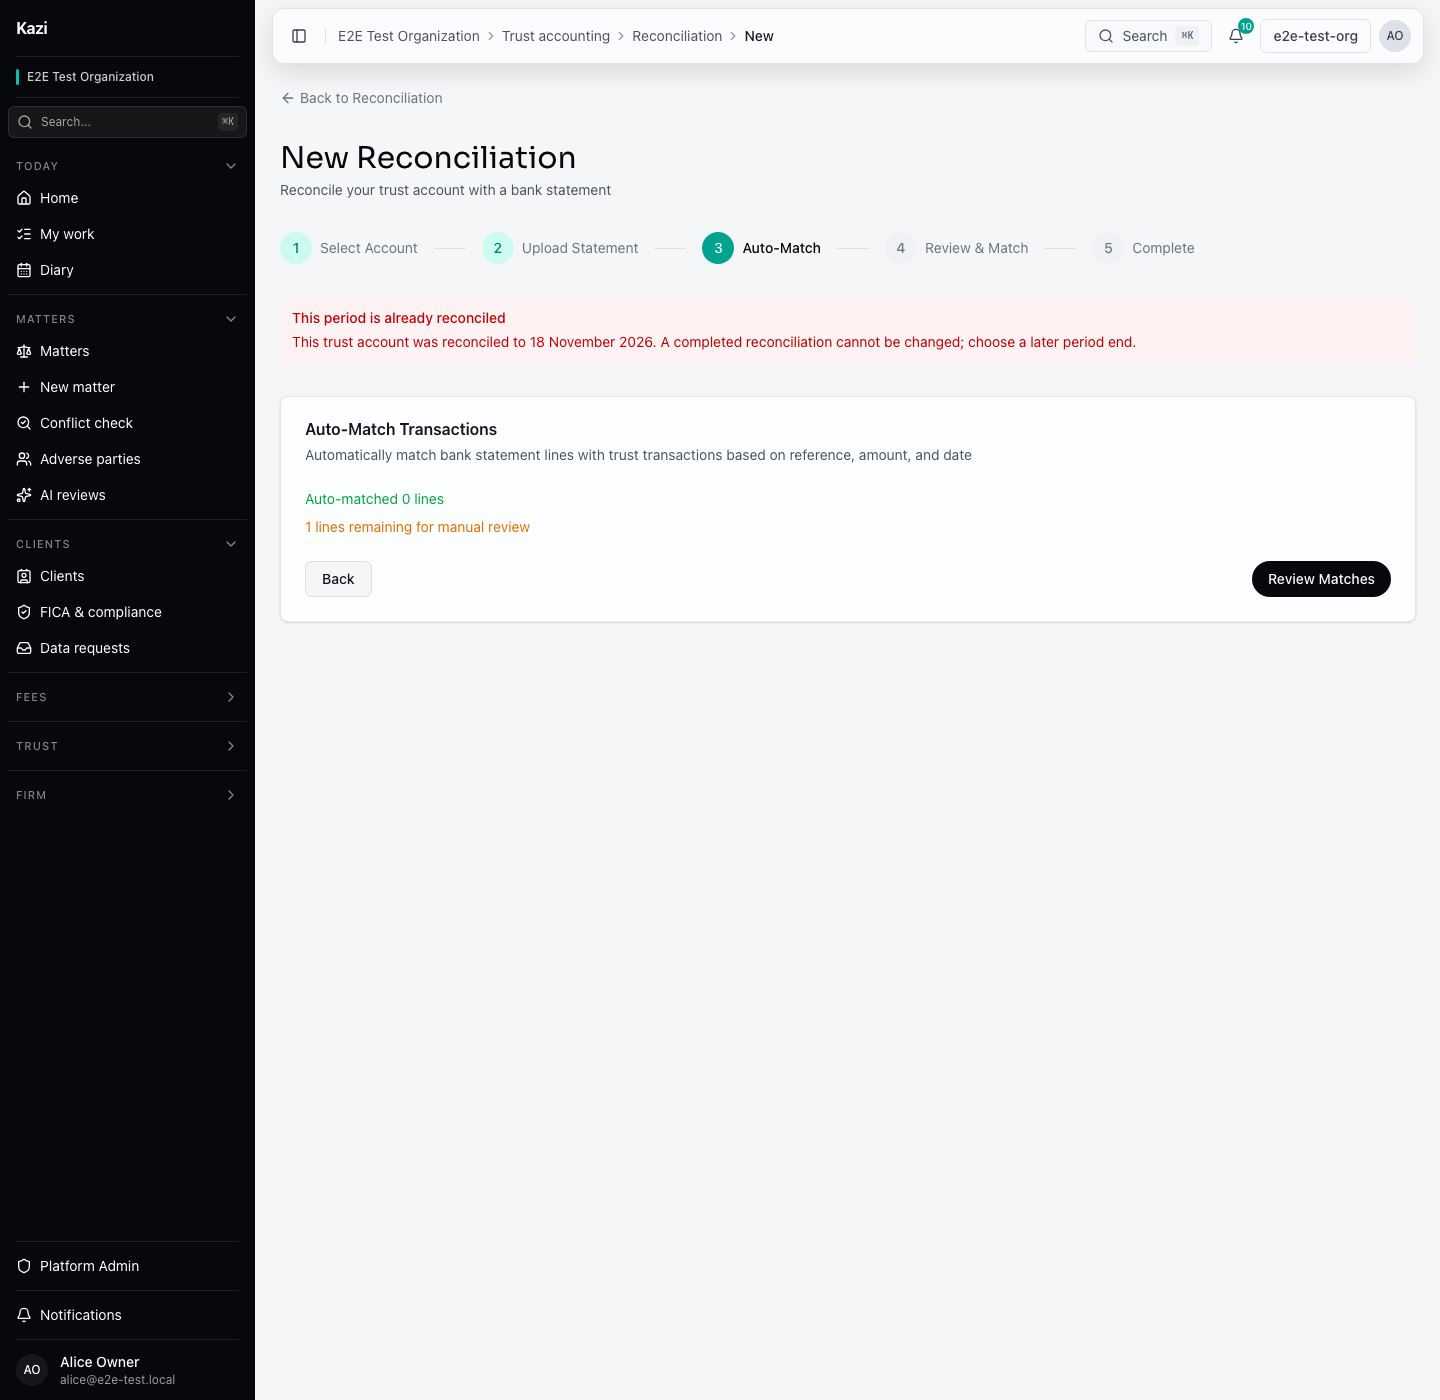 Kazi
E2E Test Organization
Search... ⌘K
TODAY
Home
My work
Diary
MATTERS
Matters
New matter
Conflict check
Adverse parties
AI reviews
CLIENTS
Clients
FICA & compliance
Data requests
FEES
TRUST
FIRM
Platform Admin
Notifications
AO
Alice Owner
alice@e2e-test.local
E2E Test Organization > Trust accounting > Reconciliation > New
Search ⌘K
10
e2e-test-org
AO
Back to Reconciliation
New Reconciliation
Reconcile your trust account with a bank statement
1 Select Account
2 Upload Statement
3 Auto-Match
4 Review & Match
5 Complete
This period is already reconciled
This trust account was reconciled to 18 November 2026. A completed reconciliation cannot be changed; choose a later period end.
Auto-Match Transactions
Automatically match bank statement lines with trust transactions based on reference, amount, and date
Auto-matched 0 lines
1 lines remaining for manual review
Back
Review Matches